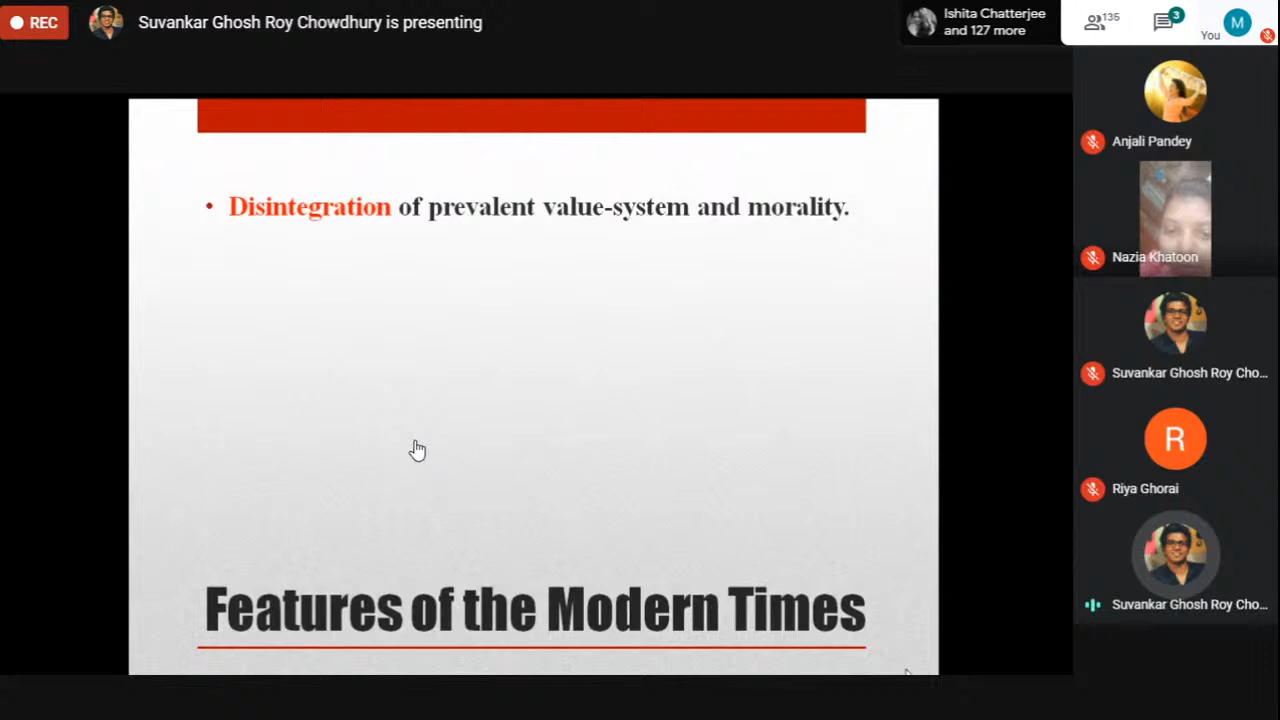 REC
Suvankar Ghosh Roy Chowdhury is presenting
Ishita Chatterjee
and 127 more
135
3
You
M
Anjali Pandey
Nazia Khatoon
Suvankar Ghosh Roy Cho...
R
Riya Ghorai
Suvankar Ghosh Roy Cho...
• Disintegration of prevalent value-system and morality.
Features of the Modern Times